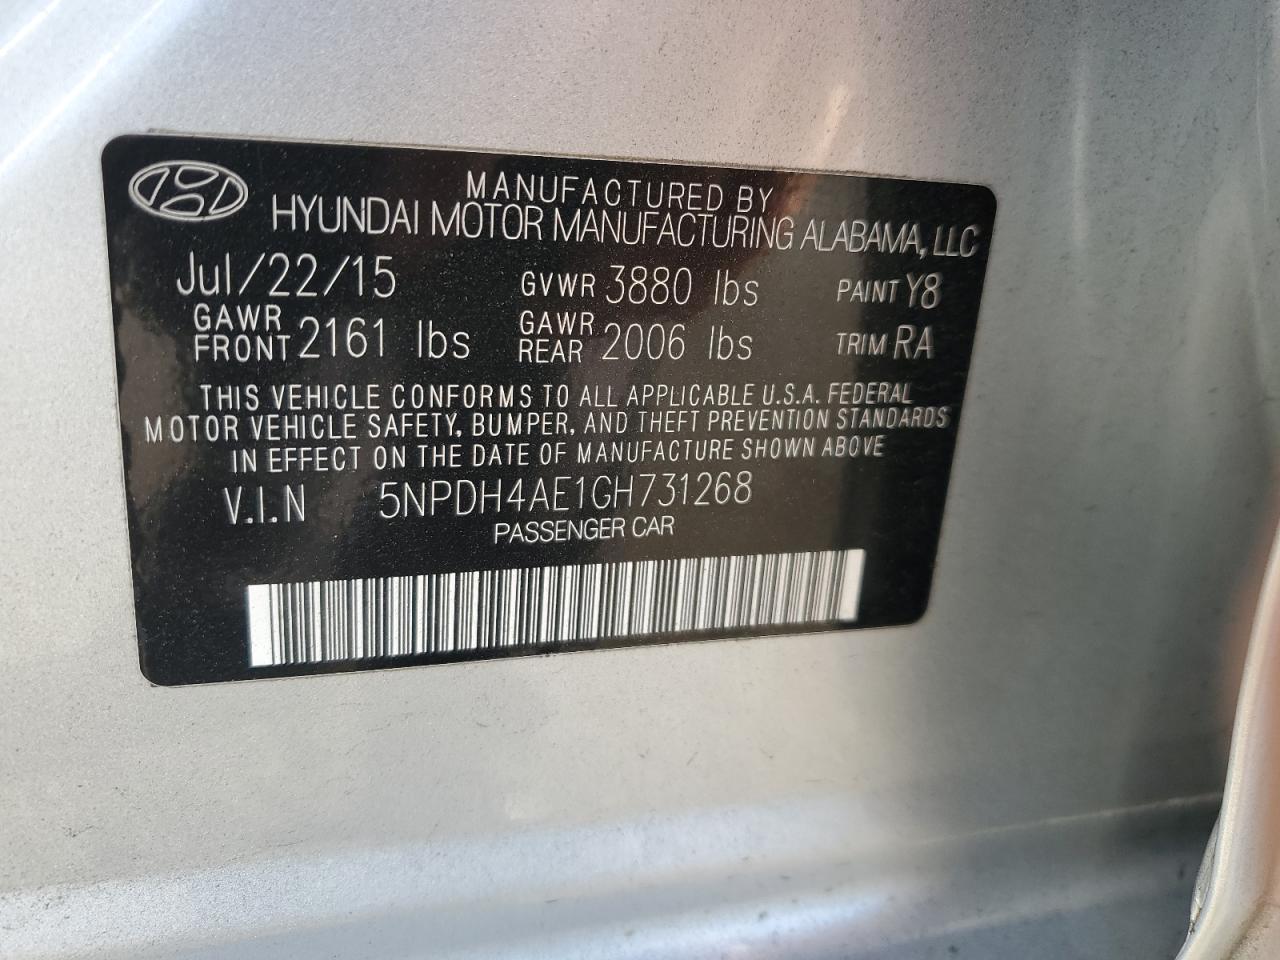 MANUFACTURED BY
HYUNDAI MOTOR MANUFACTURING ALABAMA, LLC
Jul/22/15 GVWR 3880 lbs PAINT Y8
GAWR FRONT 2161 lbs GAWR REAR 2006 lbs TRIM RA
THIS VEHICLE CONFORMS TO ALL APPLICABLE U.S.A. FEDERAL
MOTOR VEHICLE SAFETY, BUMPER, AND THEFT PREVENTION STANDARDS
IN EFFECT ON THE DATE OF MANUFACTURE SHOWN ABOVE
V.I.N 5NPDH4AE1GH731268
PASSENGER CAR